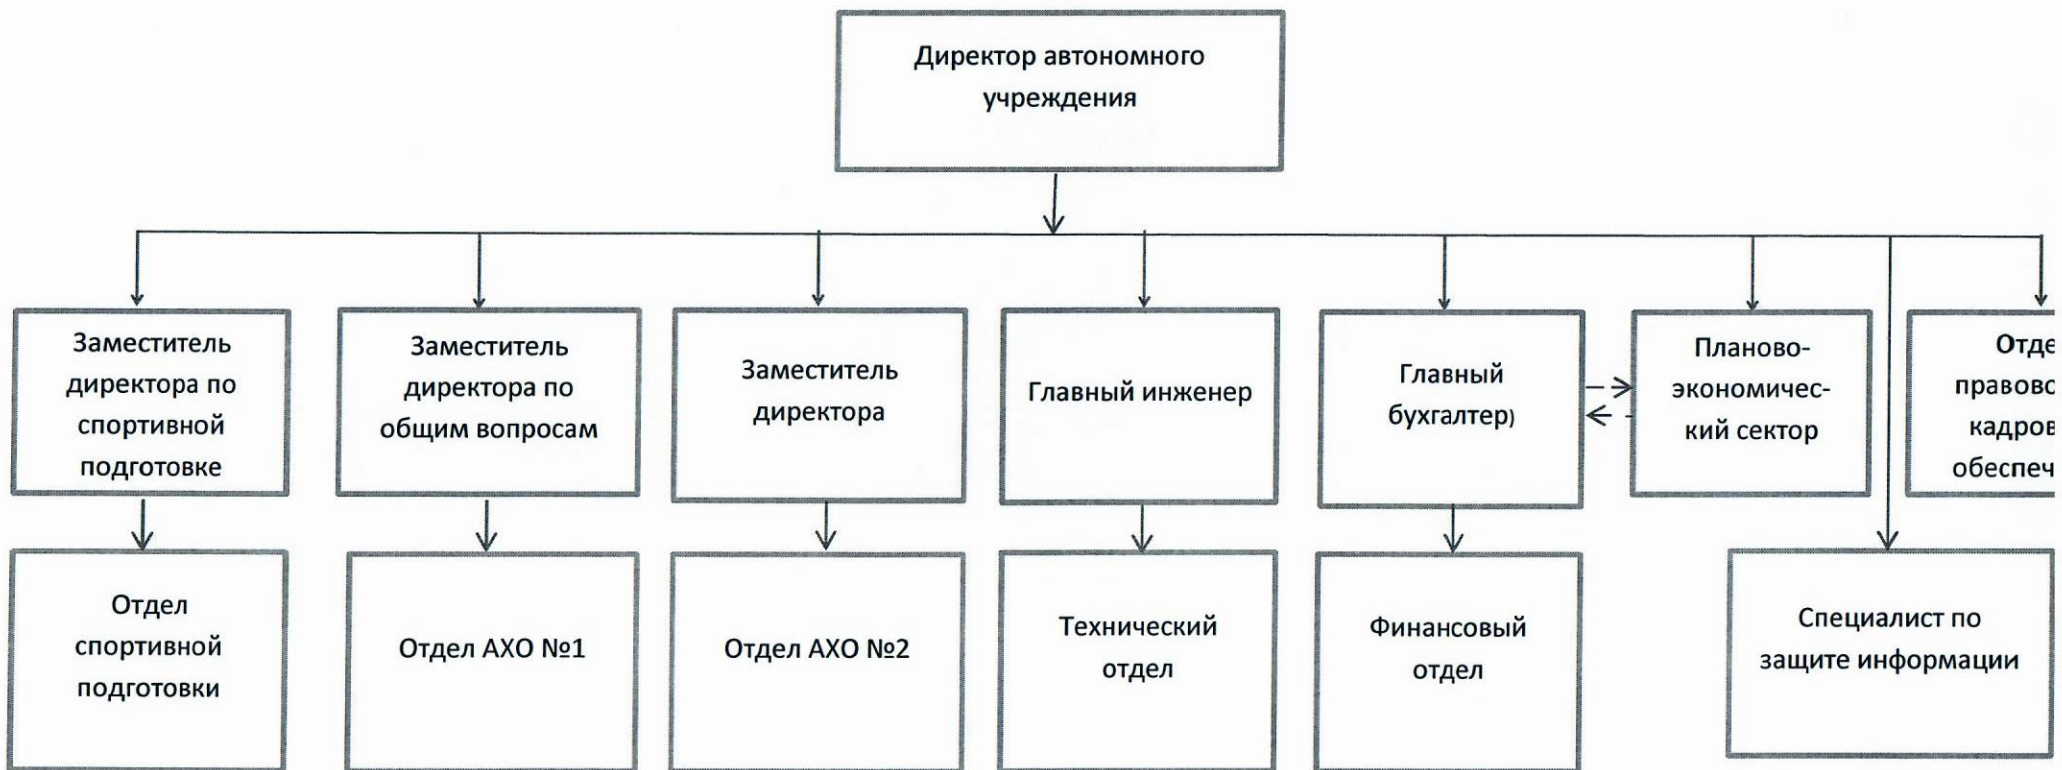 Директор автономного
учреждения
Заместитель
директора по
спортивной
подготовке
Заместитель
директора по
общим вопросам
Заместитель
директора
Главный инженер
Главный
бухгалтер)
Планово-
экономичес-
кий сектор
Отде
правово
кадров
обеспеч
Отдел
спортивной
подготовки
Отдел АХО №1
Отдел АХО №2
Технический
отдел
Финансовый
отдел
Специалист по
защите информации